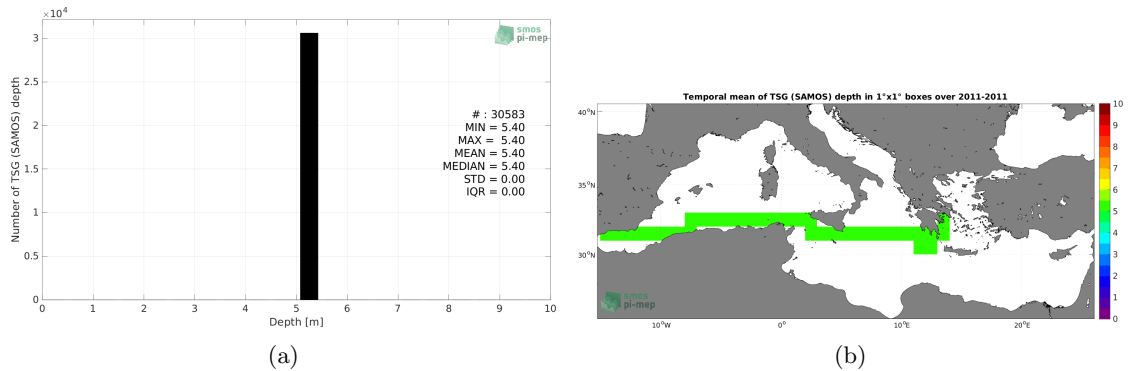 ×10⁴
3
2.5
2
1.5
1
0.5
0
Number of TSG (SAMOS) depth
smos
pi-mep
# : 30583
MIN = 5.40
MAX = 5.40
MEAN = 5.40
MEDIAN = 5.40
STD = 0.00
IQR = 0.00
0 1 2 3 4 5 6 7 8 9 10
Depth [m]
(a)
Temporal mean of TSG (SAMOS) depth in 1°x1° boxes over 2011-2011
40°N
35°N
30°N
smos
pi-mep
10°W 0° 10°E 20°E
10
9
8
7
6
5
4
3
2
1
0
(b)